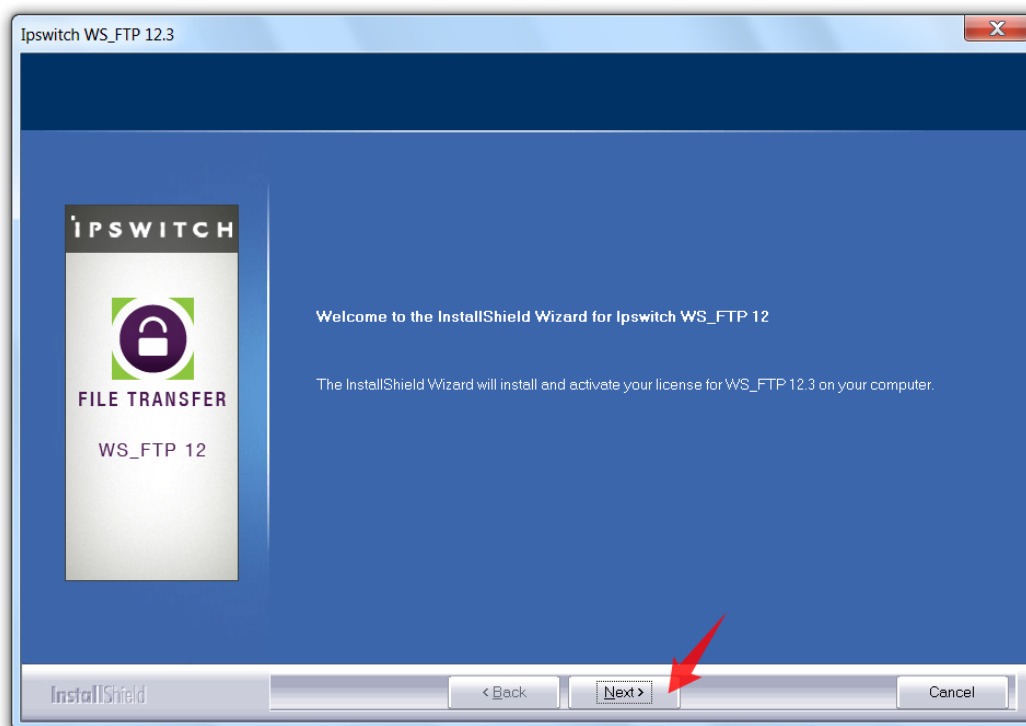 Ipswitch WS_FTP 12.3
X
IPSWITCH
FILE TRANSFER
WS_FTP 12
Welcome to the InstallShield Wizard for Ipswitch WS_FTP 12
The InstallShield Wizard will install and activate your license for WS_FTP 12.3 on your computer.
InstallShield
< Back
Next >
Cancel